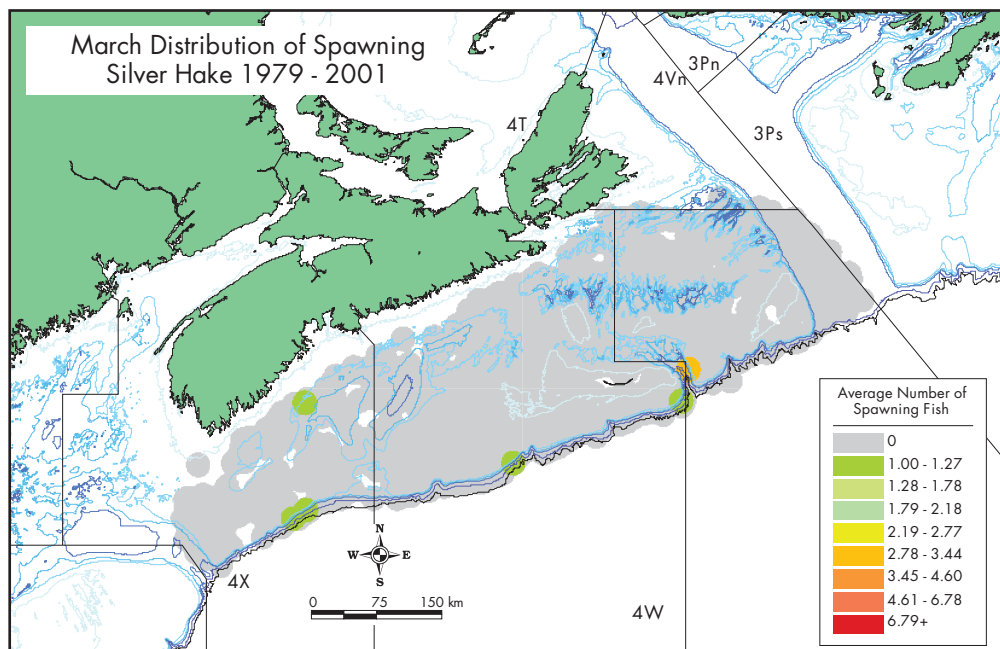 March Distribution of Spawning
Silver Hake 1979 - 2001
3Pn
4Vn
4T
3Ps
Average Number of
Spawning Fish
0
1.00 - 1.27
1.28 - 1.78
1.79 - 2.18
2.19 - 2.77
2.78 - 3.44
3.45 - 4.60
4.61 - 6.78
6.79+
N
W E
S
4X
0 75 150 km
4W